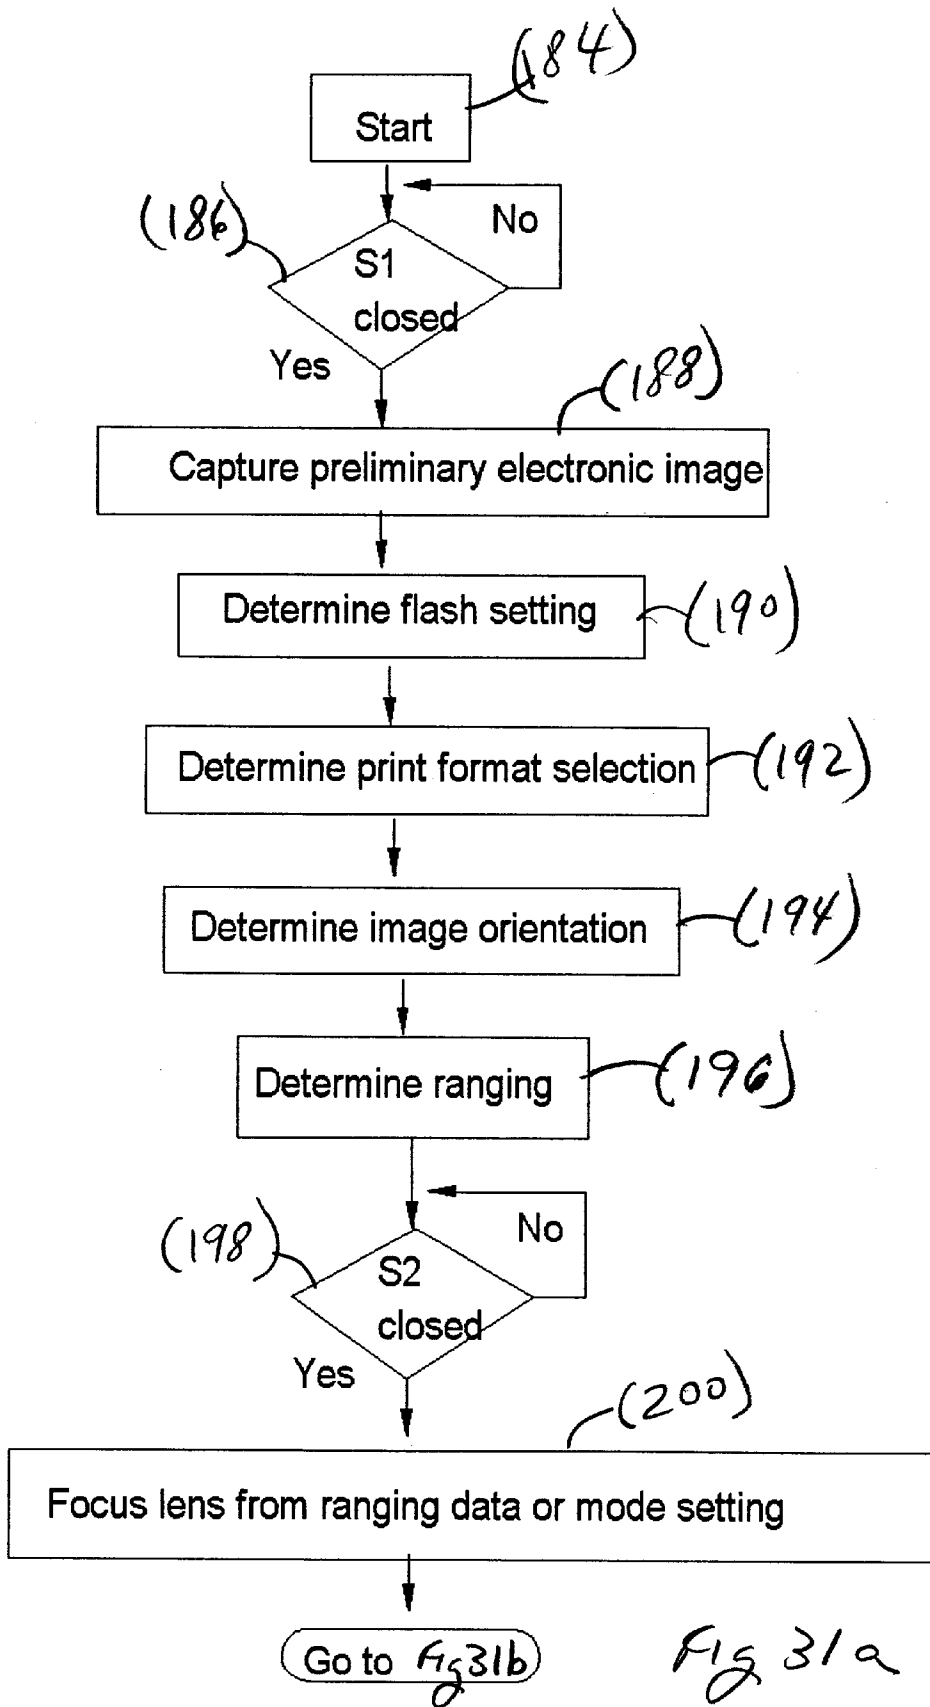 (184)
Start
No
(186)
S1
closed
Yes
(188)
Capture preliminary electronic image
Determine flash setting
(190)
Determine print format selection
(192)
Determine image orientation
(194)
Determine ranging
(196)
No
(198)
S2
closed
Yes
(200)
Focus lens from ranging data or mode setting
Go to Fig 31b
Fig 31a